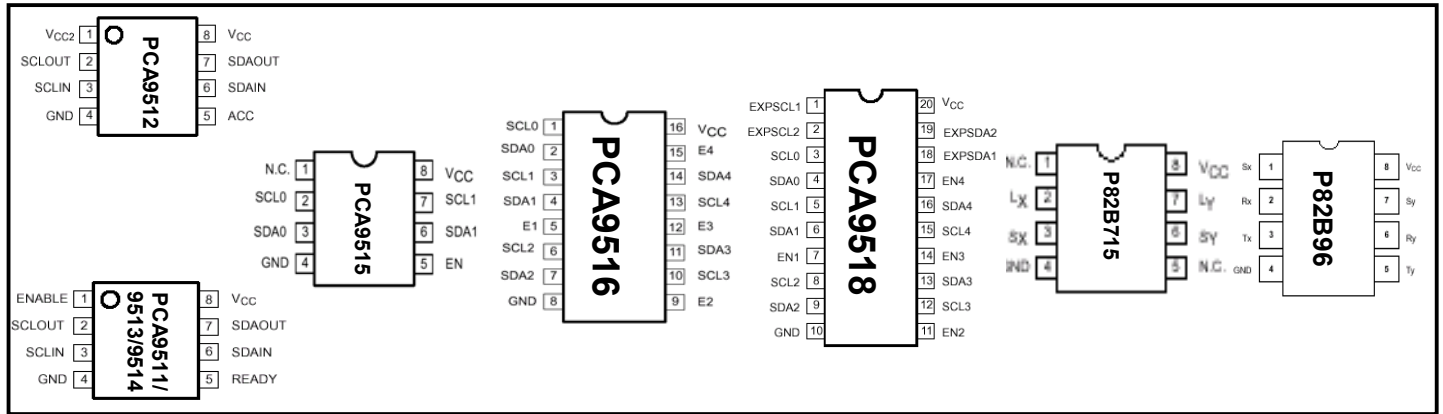 VCC2 1 8 VCC
SCLOUT 2 7 SDAOUT
SCLIN 3 6 SDAIN
GND 4 5 ACC
PCA9512
ENABLE 1 8 VCC
SCLOUT 2 7 SDAOUT
SCLIN 3 6 SDAIN
GND 4 5 READY
PCA9511/
9513/9514
N.C. 1 8 VCC
SCL0 2 7 SCL1
SDA0 3 6 SDA1
GND 4 5 EN
PCA9515
SCL0 1 16 VCC
SDA0 2 15 E4
SCL1 3 14 SDA4
SDA1 4 13 SCL4
E1 5 12 E3
SCL2 6 11 SDA3
SDA2 7 10 SCL3
GND 8 9 E2
PCA9516
EXPSCL1 1 20 VCC
EXPSCL2 2 19 EXPSDA2
SCL0 3 18 EXPSDA1
SDA0 4 17 EN4
SCL1 5 16 SDA4
SDA1 6 15 SCL4
EN1 7 14 EN3
SCL2 8 13 SDA3
SDA2 9 12 SCL3
GND 10 11 EN2
PCA9518
N.C. 1 8 VCC
LX 2 7 LY
SX 3 6 SY
GND 4 5 N.C.
P82B715
Sx 1 8 VCC
Rx 2 7 Sy
Tx 3 6 Ry
GND 4 5 Ty
P82B96